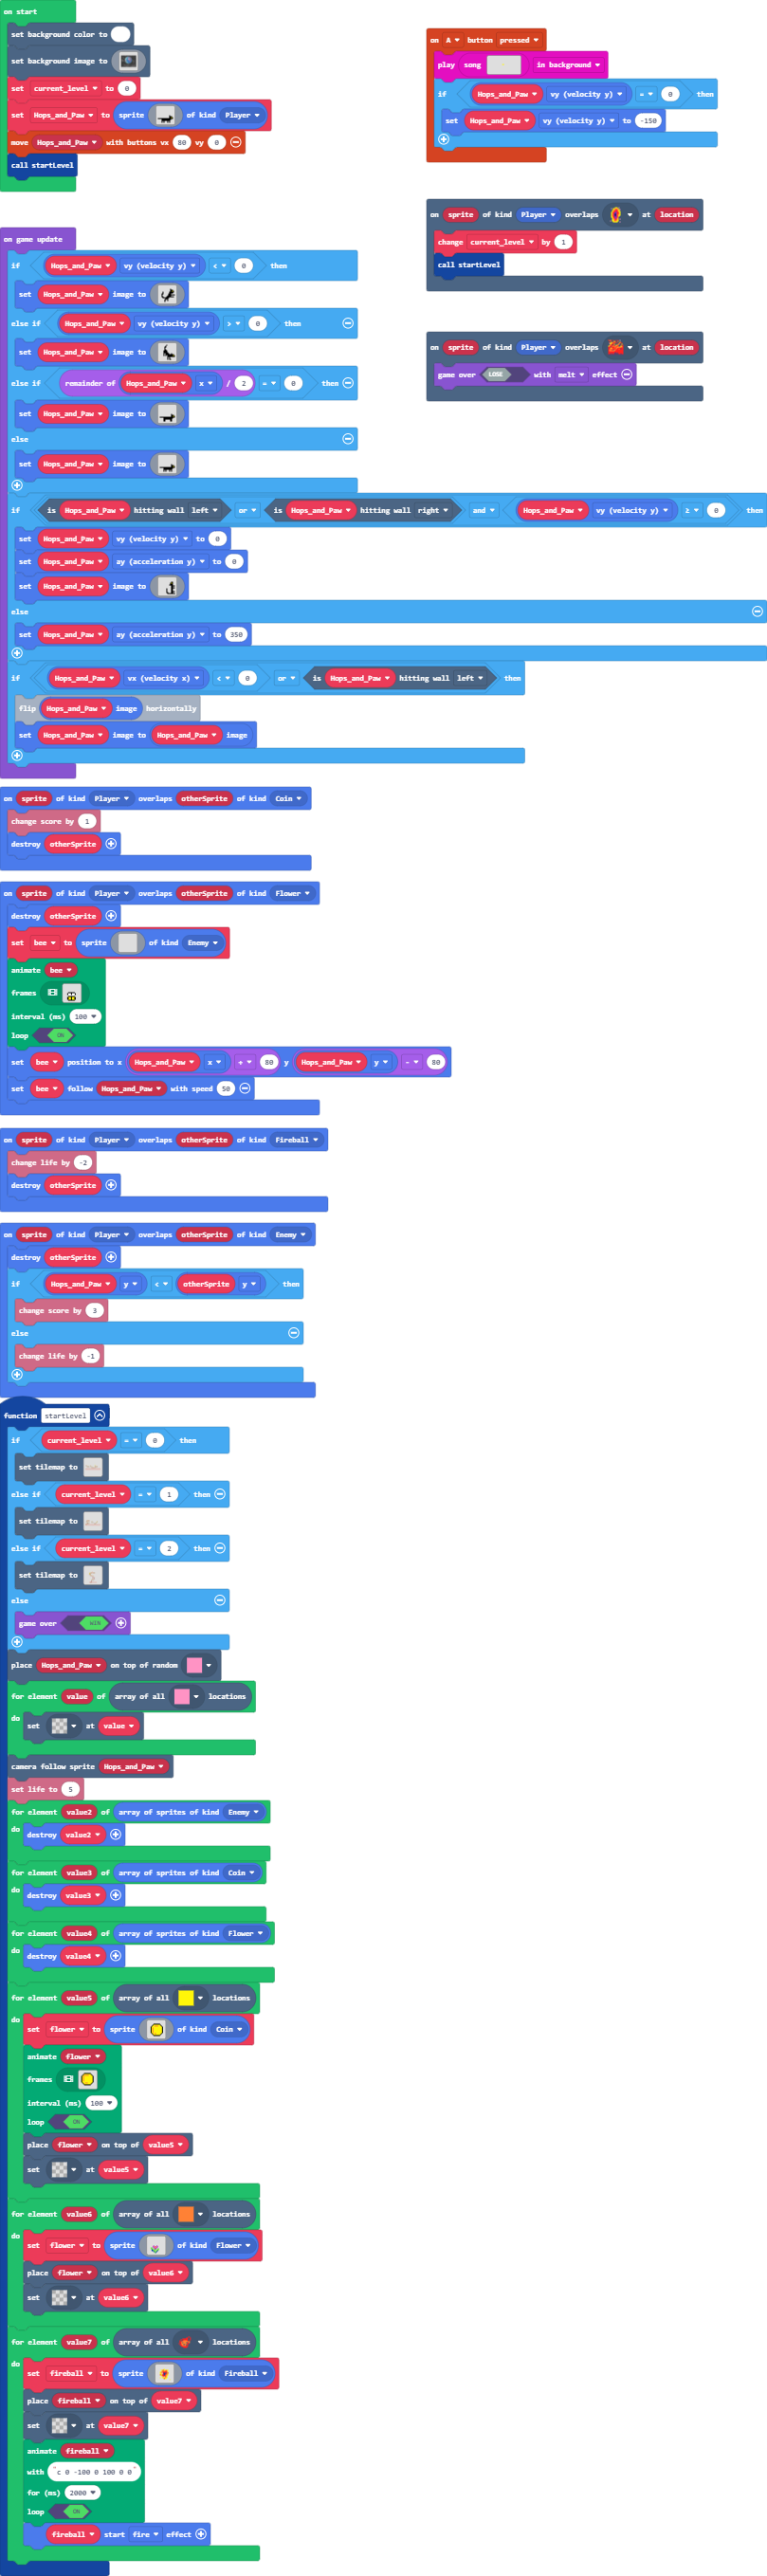 on start
set background color to
set background image to
set current_level to 0
set Hops_and_Paw to sprite of kind Player
move Hops_and_Paw with buttons vx 80 vy 0
call startLevel
on A button pressed
play song in background
if Hops_and_Paw vy (velocity y) = 0 then
set Hops_and_Paw vy (velocity y) to -150
on sprite of kind Player overlaps at location
change current_level by 1
call startLevel
on sprite of kind Player overlaps at location
game over LOSE with melt effect
on game update
if Hops_and_Paw vy (velocity y) < 0 then
set Hops_and_Paw image to
else if Hops_and_Paw vy (velocity y) > 0 then
set Hops_and_Paw image to
else if remainder of Hops_and_Paw x / 2 = 0 then
set Hops_and_Paw image to
else
set Hops_and_Paw image to
if is Hops_and_Paw hitting wall left or is Hops_and_Paw hitting wall right and Hops_and_Paw vy (velocity y) ≥ 0 then
set Hops_and_Paw vy (velocity y) to 0
set Hops_and_Paw ay (acceleration y) to 0
set Hops_and_Paw image to
else
set Hops_and_Paw ay (acceleration y) to 350
if Hops_and_Paw vx (velocity x) < 0 or is Hops_and_Paw hitting wall left then
flip Hops_and_Paw image horizontally
set Hops_and_Paw image to Hops_and_Paw image
on sprite of kind Player overlaps otherSprite of kind Coin
change score by 1
destroy otherSprite
on sprite of kind Player overlaps otherSprite of kind Flower
destroy otherSprite
set bee to sprite of kind Enemy
animate bee
frames
interval (ms) 100
loop ON
set bee position to x Hops_and_Paw x + 80 y Hops_and_Paw y - 80
set bee follow Hops_and_Paw with speed 50
on sprite of kind Player overlaps otherSprite of kind Fireball
change life by -2
destroy otherSprite
on sprite of kind Player overlaps otherSprite of kind Enemy
destroy otherSprite
if Hops_and_Paw y < otherSprite y then
change score by 3
else
change life by -1
function startLevel
if current_level = 0 then
set tilemap to
else if current_level = 1 then
set tilemap to
else if current_level = 2 then
set tilemap to
else
game over WIN
place Hops_and_Paw on top of random
for element value of array of all locations
do
set at value
camera follow sprite Hops_and_Paw
set life to 5
for element value2 of array of sprites of kind Enemy
do
destroy value2
for element value3 of array of sprites of kind Coin
do
destroy value3
for element value4 of array of sprites of kind Flower
do
destroy value4
for element value5 of array of all locations
do
set flower to sprite of kind Coin
animate flower
frames
interval (ms) 100
loop ON
place flower on top of value5
set at value5
for element value6 of array of all locations
do
set flower to sprite of kind Flower
place flower on top of value6
set at value6
for element value7 of array of all locations
do
set fireball to sprite of kind Fireball
place fireball on top of value7
set at value7
animate fireball
with "c 0 -100 0 100 0 0"
for (ms) 2000
loop ON
fireball start fire effect